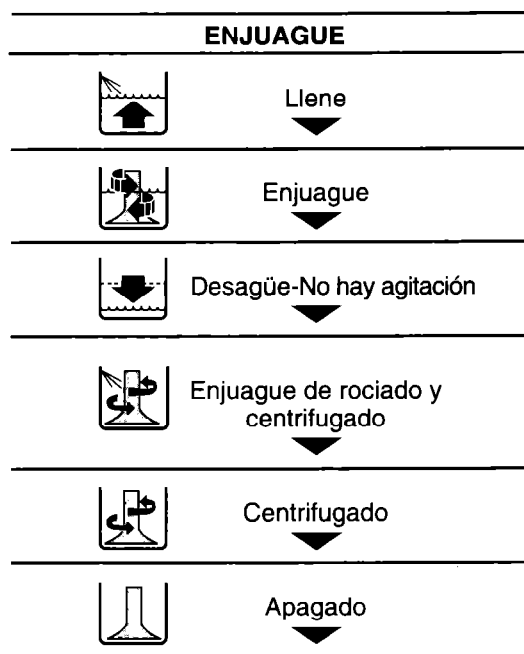 ENJUAGUE
Llene
Enjuague
Desagüe-No hay agitación
Enjuague de rociado y
centrifugado
Centrifugado
Apagado